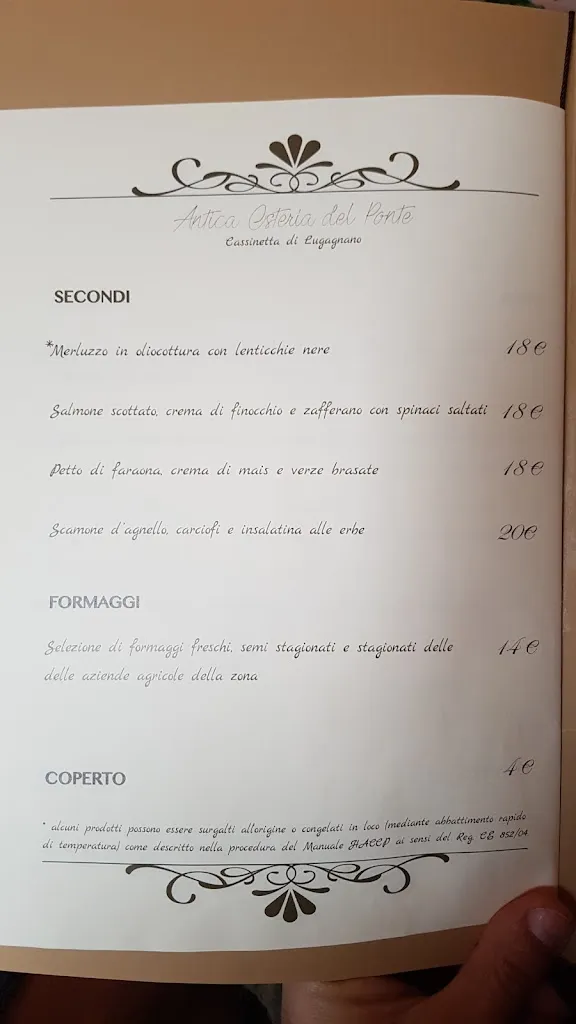 Antica Osteria del Ponte
Cassinetta di Lugagnano
SECONDI
*Merluzzo in oliocottura con lenticchie nere 18€
Salmone scottato, crema di finocchio e zafferano con spinaci saltati 18€
Petto di faraona, crema di mais e verze brasate 18€
Scamone d'agnello, carciofi e insalatina alle erbe 20€
FORMAGGI
Selezione di formaggi freschi, semi stagionati e stagionati delle 14€
delle aziende agricole della zona
COPERTO 4€
* alcuni prodotti possono essere surgalti all'origine o congelati in loco (mediante abbattimento rapido
di temperatura) come descritto nella procedura del Manuale HACCP ai sensi del Reg. CE 852/04